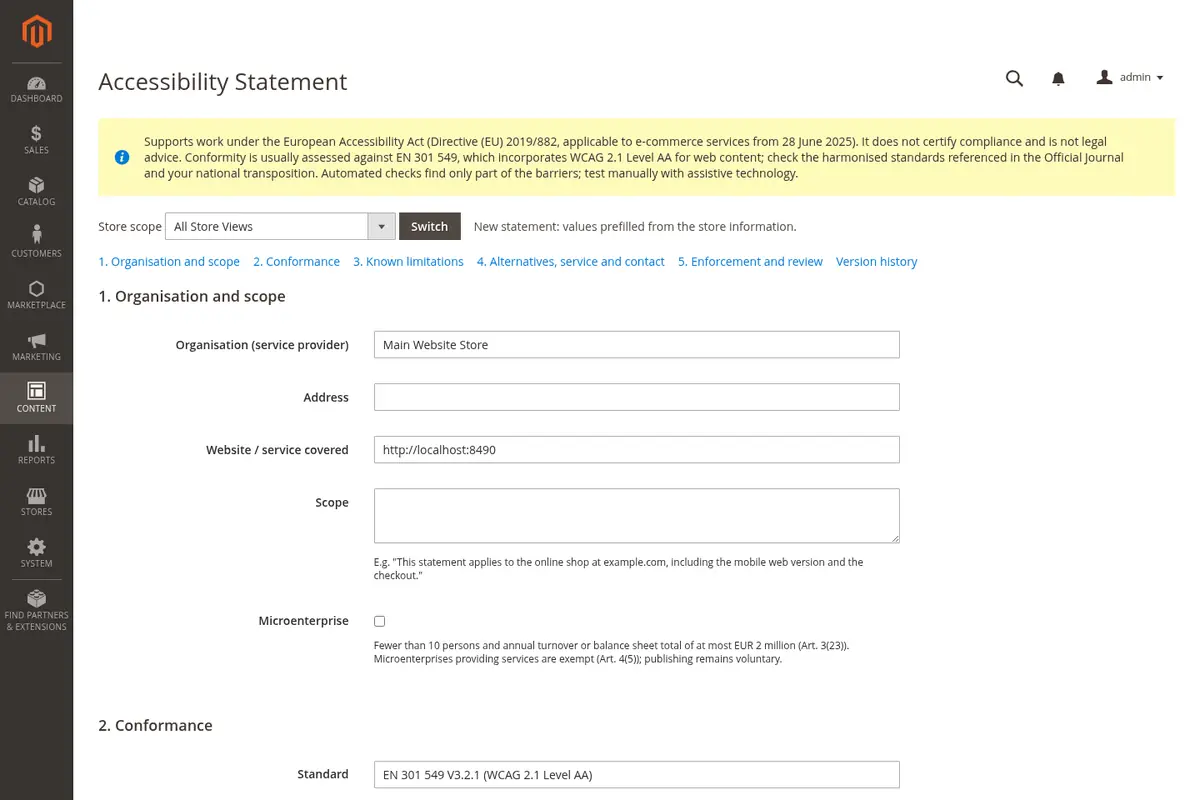 DASHBOARD
SALES
CATALOG
CUSTOMERS
MARKETPLACE
MARKETING
CONTENT
REPORTS
STORES
SYSTEM
FIND PARTNERS
& EXTENSIONS
Accessibility Statement
admin
Supports work under the European Accessibility Act (Directive (EU) 2019/882, applicable to e-commerce services from 28 June 2025). It does not certify compliance and is not legal
advice. Conformity is usually assessed against EN 301 549, which incorporates WCAG 2.1 Level AA for web content; check the harmonised standards referenced in the Official Journal
and your national transposition. Automated checks find only part of the barriers; test manually with assistive technology.
Store scope All Store Views Switch New statement: values prefilled from the store information.
1. Organisation and scope 2. Conformance 3. Known limitations 4. Alternatives, service and contact 5. Enforcement and review Version history
1. Organisation and scope
Organisation (service provider) Main Website Store
Address
Website / service covered http://localhost:8490
Scope
E.g. "This statement applies to the online shop at example.com, including the mobile web version and the
checkout."
Microenterprise
Fewer than 10 persons and annual turnover or balance sheet total of at most EUR 2 million (Art. 3(23)).
Microenterprises providing services are exempt (Art. 4(5)); publishing remains voluntary.
2. Conformance
Standard EN 301 549 V3.2.1 (WCAG 2.1 Level AA)